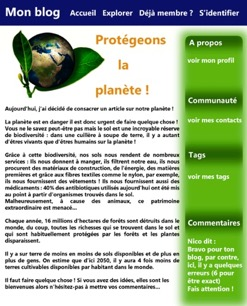 Mon blog Accueil Explorer Déjà membre ? S'identifier
Protégeons
la
planète !
Aujourd'hui, j'ai décidé de consacrer un article sur notre planète !
La planète est en danger il est donc urgent de faire quelque chose !
Vous ne le savez peut-être pas mais le sol est une incroyable réserve
de biodiversité : dans une cuillère à soupe de terre, il y a autant
d'êtres vivants que d'êtres humains sur la planète !
Grâce à cette biodiversité, nos sols nous rendent de nombreux
services : Ils nous donnent à manger, ils filtrent notre eau, ils nous
procurent des matériaux de construction, de l'énergie, des matières
premières et grâce aux fibres textiles comme le nylon, par exemple,
ils nous fournissent des vêtements ! Ils nous fournissent aussi des
médicaments : 40% des antibiotiques utilisés aujourd'hui ont été mis
au point à partir d'organismes trouvés dans le sol.
Malheureusement, à cause des animaux, ce patrimoine
extraordinaire est menacé...
Chaque année, 16 millions d'hectares de forêts sont détruits dans le
monde, du coup, toutes les richesses qui se trouvent dans le sol et
qui sont habituellement protégées par les forêts et les plantes
disparaissent.
Il y a sur terre de moins en moins de sols disponibles et de plus en
plus de gens. On estime que d'ici 2050, il y aura 4 fois moins de
terres cultivables disponibles par habitant dans le monde.
Il faut faire quelque chose ! Si vous avez des idées, elles sont les
bienvenues alors n'hésitez-pas à mettre vos commentaires...
A propos
voir mon profil
Communauté
voir mes contacts
Tags
voir mes tags
Commentaires
Nico dit :
Bravo pour ton
blog, par contre,
ici, il y a quelques
erreurs (6 pour
être exact)
Fais attention !